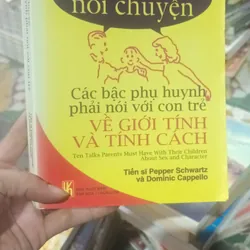 nói chuyện
Các bậc phụ huynh
phải nói với con trẻ
VỀ GIỚI TÍNH
VÀ TÍNH CÁCH
Ten Talks Parents Must Have With Their Children
About Sex and Character
Tiến sĩ Pepper Schwartz
và Dominic Cappello